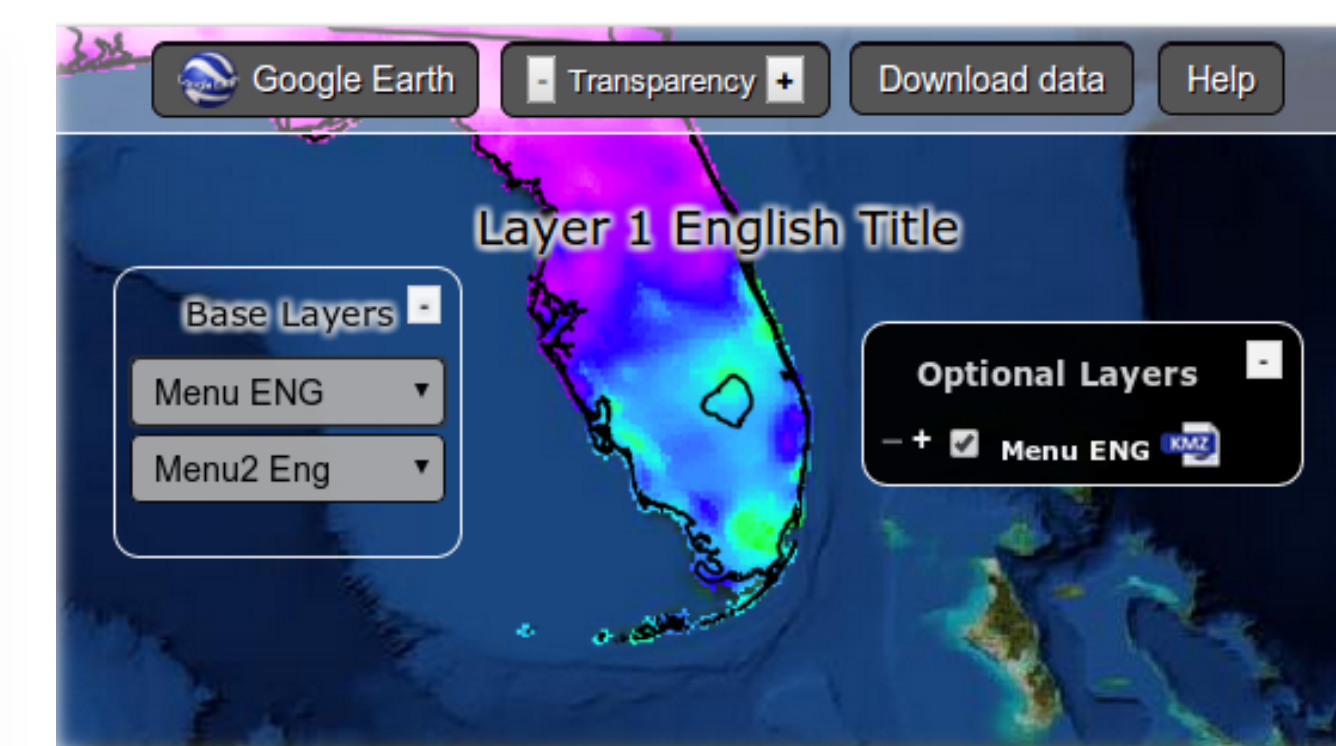 Google Earth
- Transparency +
Download data
Help
Layer 1 English Title
Base Layers -
Menu ENG
Menu2 Eng
Optional Layers -
– + Menu ENG KMZ